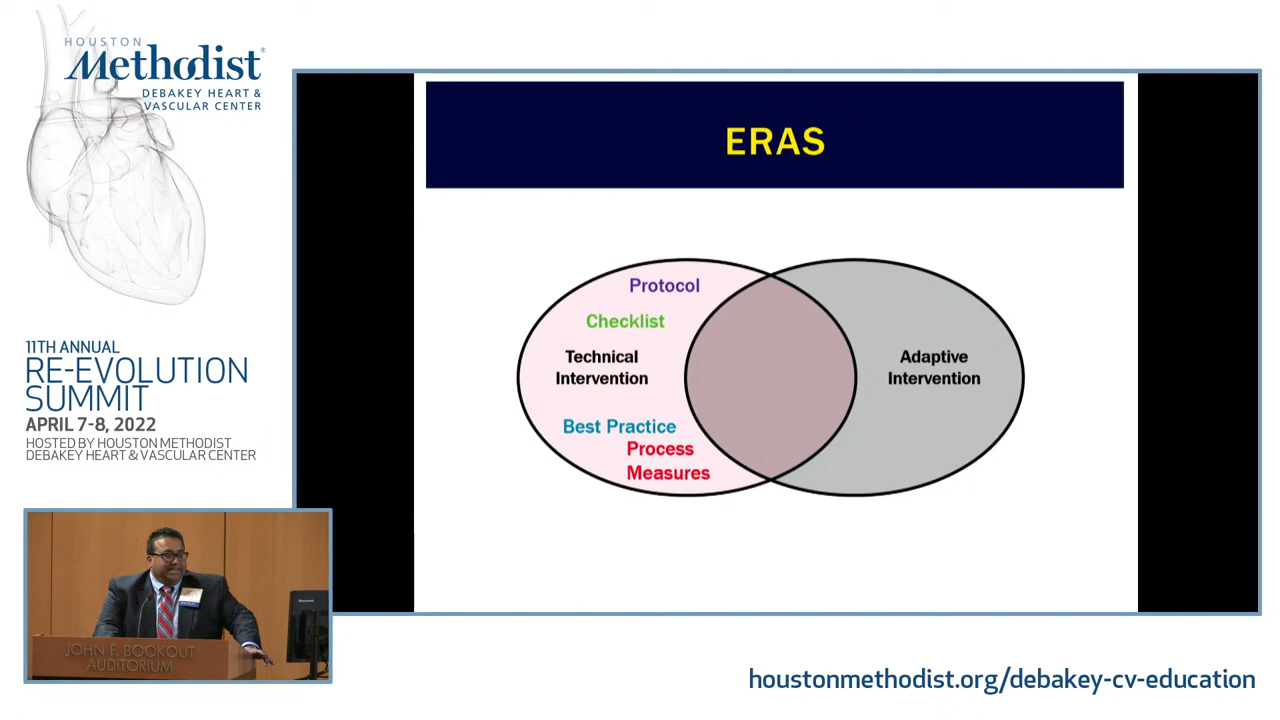 HOUSTON
Methodist®
DEBAKEY HEART &
VASCULAR CENTER
11TH ANNUAL
RE-EVOLUTION
SUMMIT
APRIL 7-8, 2022
HOSTED BY HOUSTON METHODIST
DEBAKEY HEART & VASCULAR CENTER
ERAS
Protocol
Checklist
Technical
Intervention
Best Practice
Process
Measures
Adaptive
Intervention
JOHN F. BOOKOUT
AUDITORIUM
houstonmethodist.org/debakey-cv-education